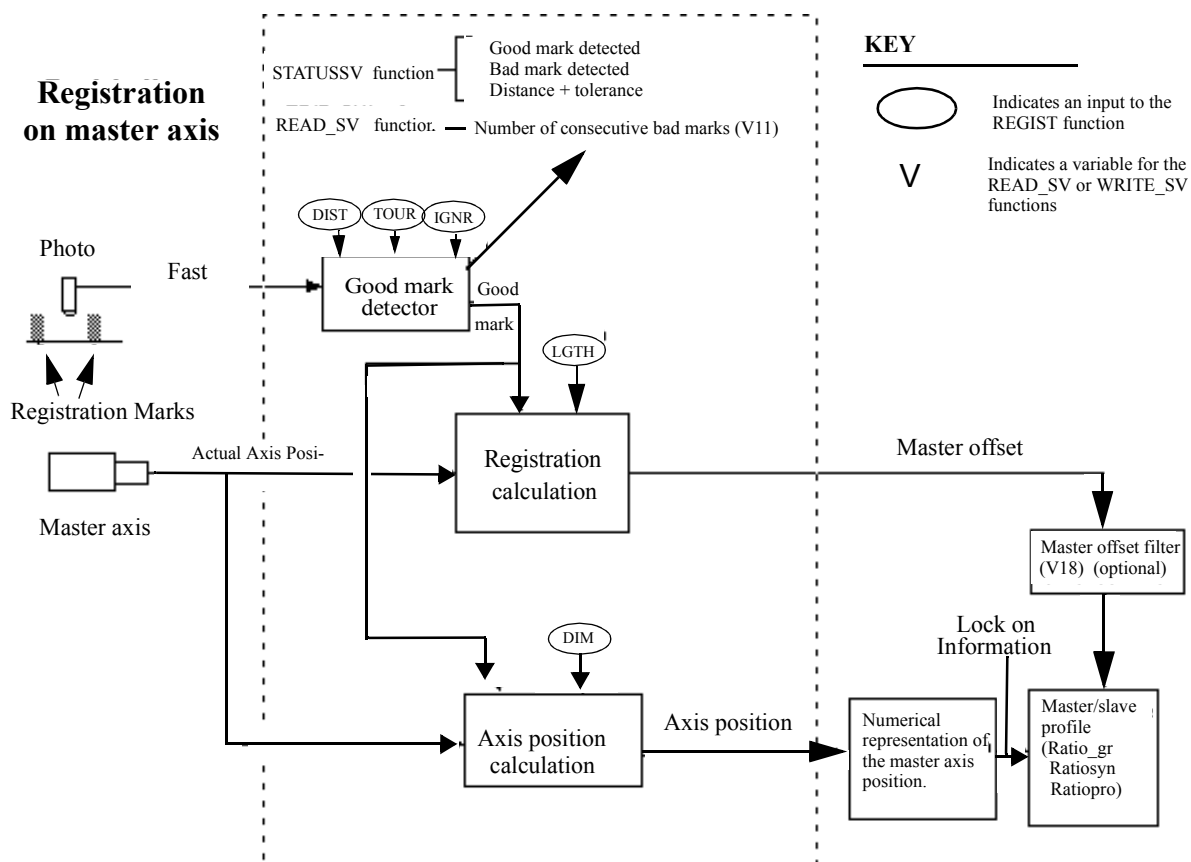 Registration
on master axis
STATUSSV function
Good mark detected
Bad mark detected
Distance + tolerance
READ_SV function.
Number of consecutive bad marks (V11)
KEY
Indicates an input to the
REGIST function
V
Indicates a variable for the
READ_SV or WRITE_SV
functions
DIST
TOUR
IGNR
Photo
Fast
Good mark
detector
Good
mark
LGTH
Registration Marks
Actual Axis Posi-
Master axis
Registration
calculation
Master offset
Master offset filter
(V18) (optional)
Lock on
Information
DIM
Axis position
calculation
Axis position
Numerical
representation of
the master axis
position.
Master/slave
profile
(Ratio_gr
Ratiosyn
Ratiopro)